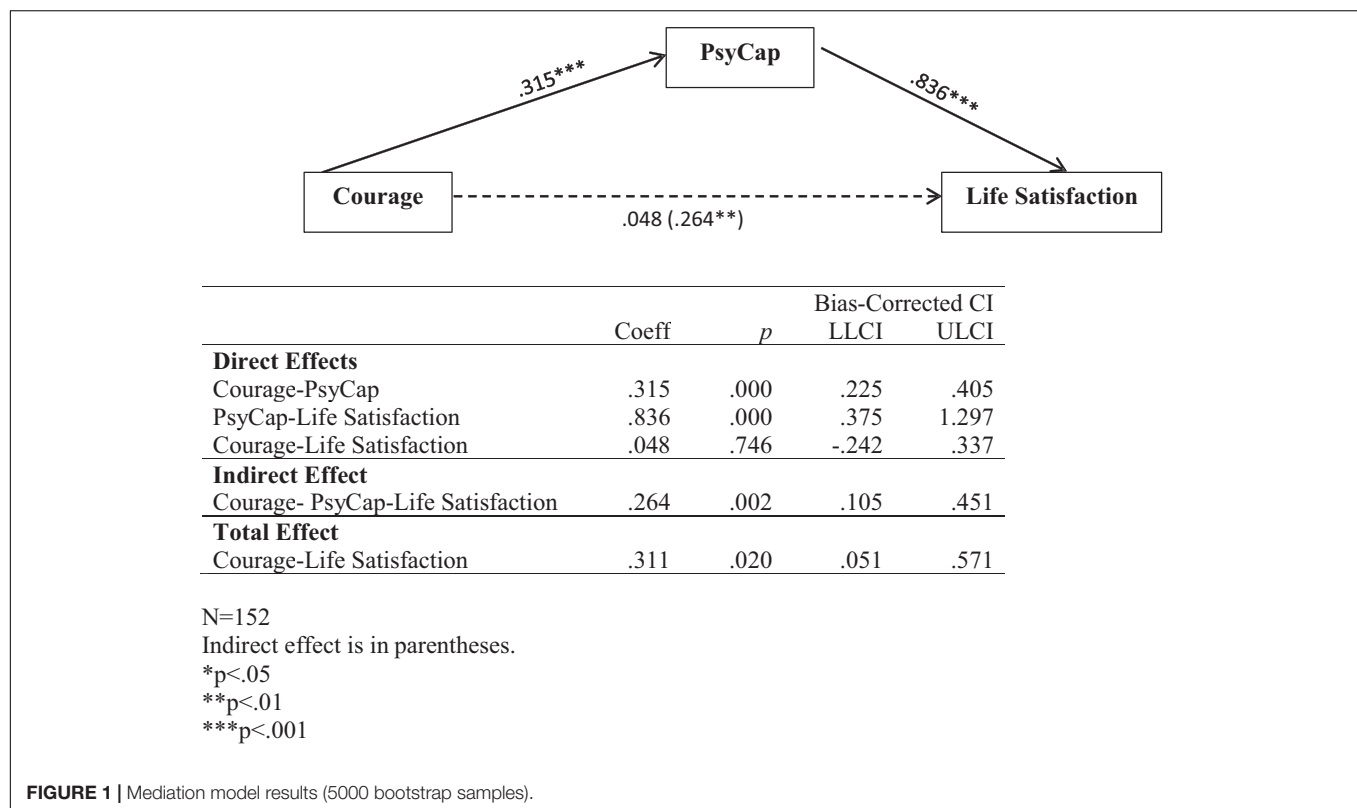 PsyCap
.315***
.836***
Courage
Life Satisfaction
.048 (.264**)
Bias-Corrected CI
Coeff p LLCI ULCI
Direct Effects
Courage-PsyCap .315 .000 .225 .405
PsyCap-Life Satisfaction .836 .000 .375 1.297
Courage-Life Satisfaction .048 .746 -.242 .337
Indirect Effect
Courage- PsyCap-Life Satisfaction .264 .002 .105 .451
Total Effect
Courage-Life Satisfaction .311 .020 .051 .571
N=152
Indirect effect is in parentheses.
*p<.05
**p<.01
***p<.001
FIGURE 1 | Mediation model results (5000 bootstrap samples).